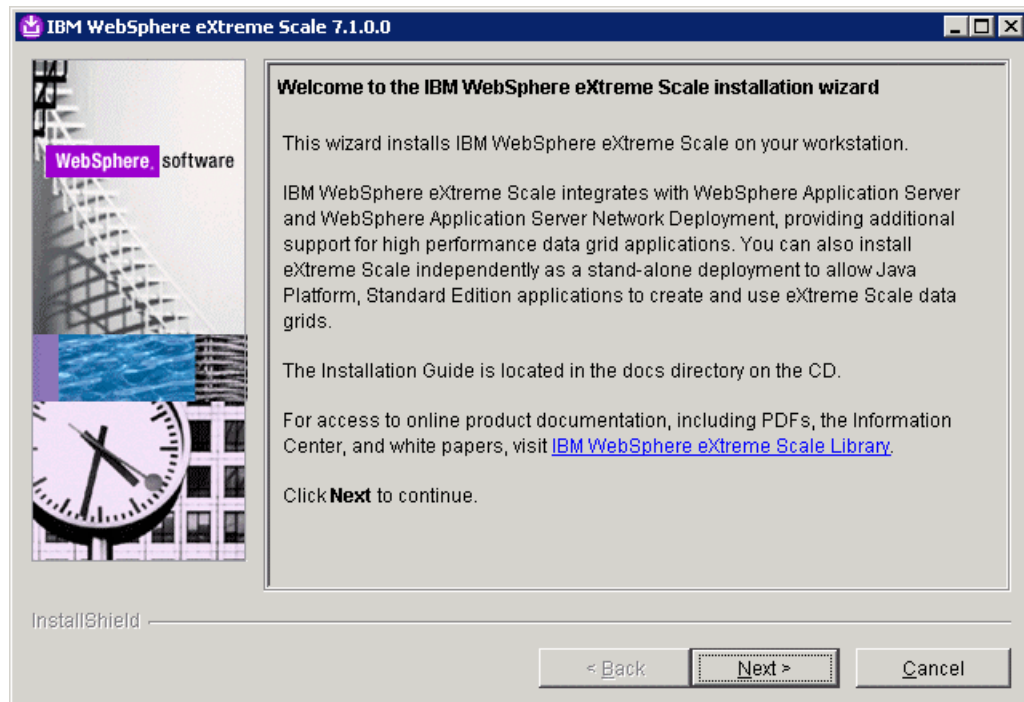 IBM WebSphere eXtreme Scale 7.1.0.0
WebSphere. software
Welcome to the IBM WebSphere eXtreme Scale installation wizard
This wizard installs IBM WebSphere eXtreme Scale on your workstation.
IBM WebSphere eXtreme Scale integrates with WebSphere Application Server
and WebSphere Application Server Network Deployment, providing additional
support for high performance data grid applications. You can also install
eXtreme Scale independently as a stand-alone deployment to allow Java
Platform, Standard Edition applications to create and use eXtreme Scale data
grids.
The Installation Guide is located in the docs directory on the CD.
For access to online product documentation, including PDFs, the Information
Center, and white papers, visit IBM WebSphere eXtreme Scale Library.
Click Next to continue.
InstallShield
< Back
Next >
Cancel